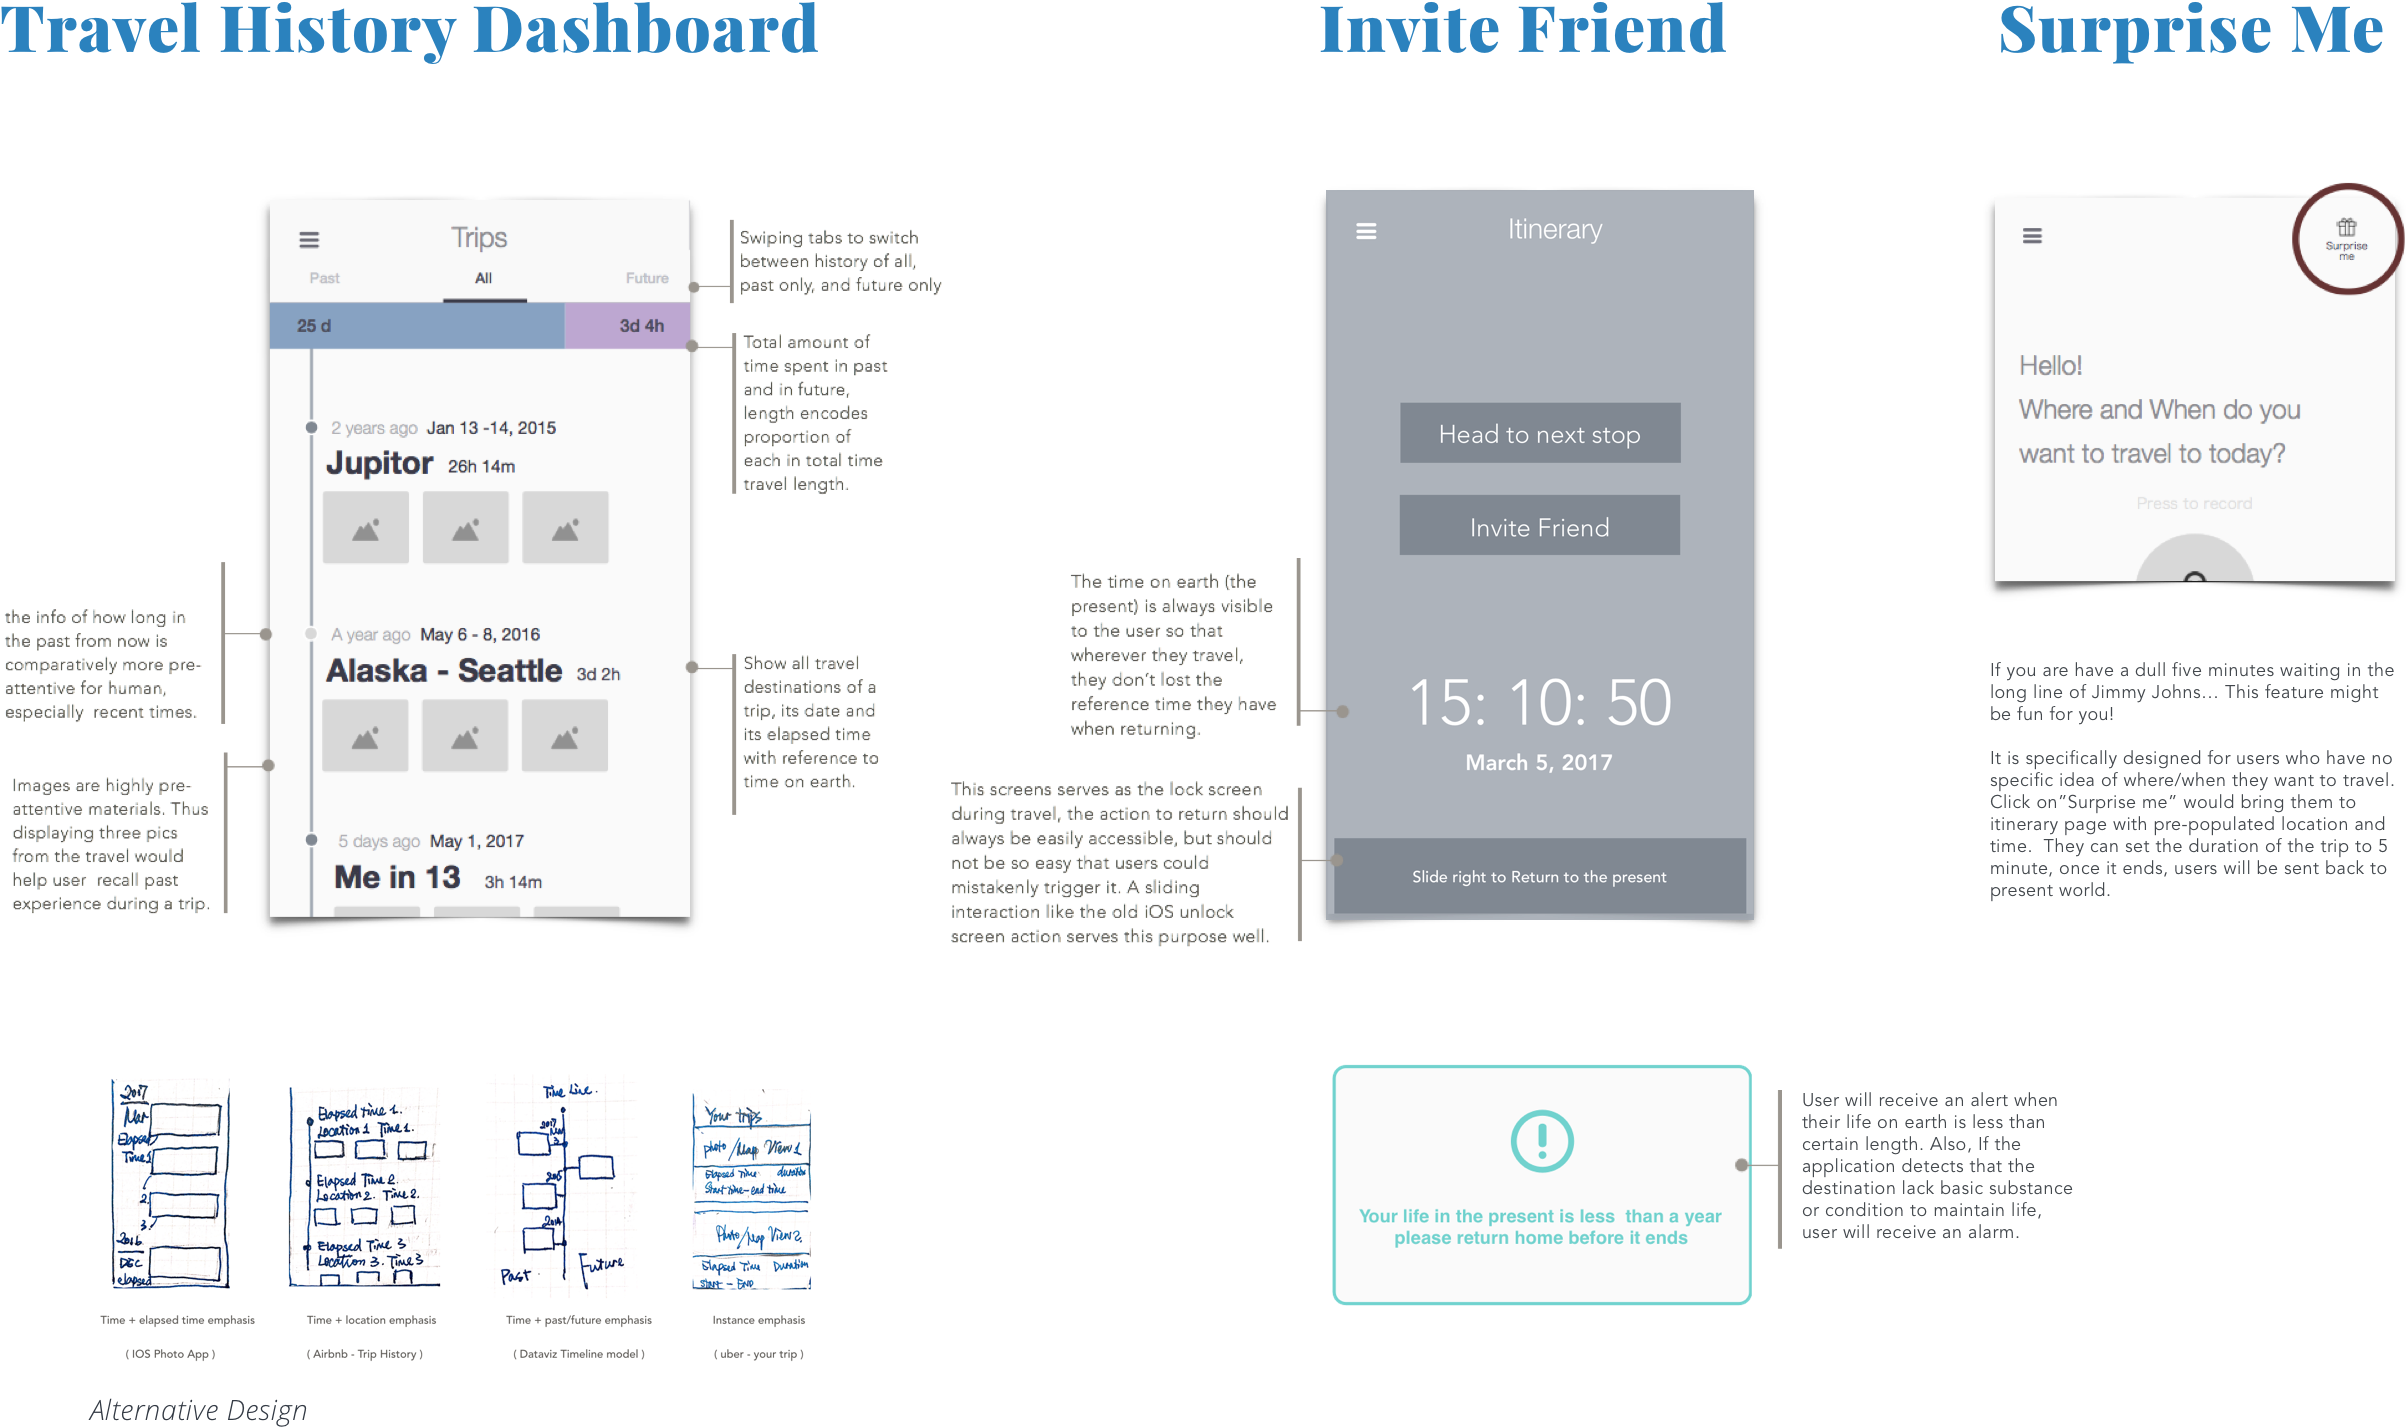 Travel History Dashboard
Invite Friend
Surprise Me
Trips
Past
All
Future
25 d
3d 4h
2 years ago Jan 13 -14, 2015
Jupitor 26h 14m
A year ago May 6 - 8, 2016
Alaska - Seattle 3d 2h
5 days ago May 1, 2017
Me in 13 3h 14m
Swiping tabs to switch
between history of all,
past only, and future only
Total amount of
time spent in past
and in future,
length encodes
proportion of
each in total time
travel length.
the info of how long in
the past from now is
comparatively more pre-
attentive for human,
especially recent times.
Images are highly pre-
attentive materials. Thus
displaying three pics
from the travel would
help user recall past
experience during a trip.
Show all travel
destinations of a
trip, its date and
its elapsed time
with reference to
time on earth.
Itinerary
Head to next stop
Invite Friend
15: 10: 50
March 5, 2017
Slide right to Return to the present
The time on earth (the
present) is always visible
to the user so that
wherever they travel,
they don't lost the
reference time they have
when returning.
This screens serves as the lock screen
during travel, the action to return should
always be easily accessible, but should
not be so easy that users could
mistakenly trigger it. A sliding
interaction like the old iOS unlock
screen action serves this purpose well.
Surprise
me
Hello!
Where and When do you
want to travel to today?
Press to record
If you are have a dull five minutes waiting in the
long line of Jimmy Johns... This feature might
be fun for you!
It is specifically designed for users who have no
specific idea of where/when they want to travel.
Click on"Surprise me" would bring them to
itinerary page with pre-populated location and
time. They can set the duration of the trip to 5
minute, once it ends, users will be sent back to
present world.
2017
Mar
Elapsed
Time1
2.
3.
2016
DEC
elapsed
Elapsed time 1.
Location 1 Time 1.
Elapsed Time 2.
Location 2. Time 2.
Elapsed Time 3
Location 3. Time 3
Time Line.
2017
Mar
3
2014
Past
Future
Your trips
photo /Map View 1
Elapsed Time duration
Start time - end time
Photo /Map View 2.
Elapsed Time Duration
Start - END
Time + elapsed time emphasis
( IOS Photo App )
Time + location emphasis
( Airbnb - Trip History )
Time + past/future emphasis
( Dataviz Timeline model )
Instance emphasis
( uber - your trip )
Alternative Design
Your life in the present is less than a year
please return home before it ends
User will receive an alert when
their life on earth is less than
certain length. Also, If the
application detects that the
destination lack basic substance
or condition to maintain life,
user will receive an alarm.